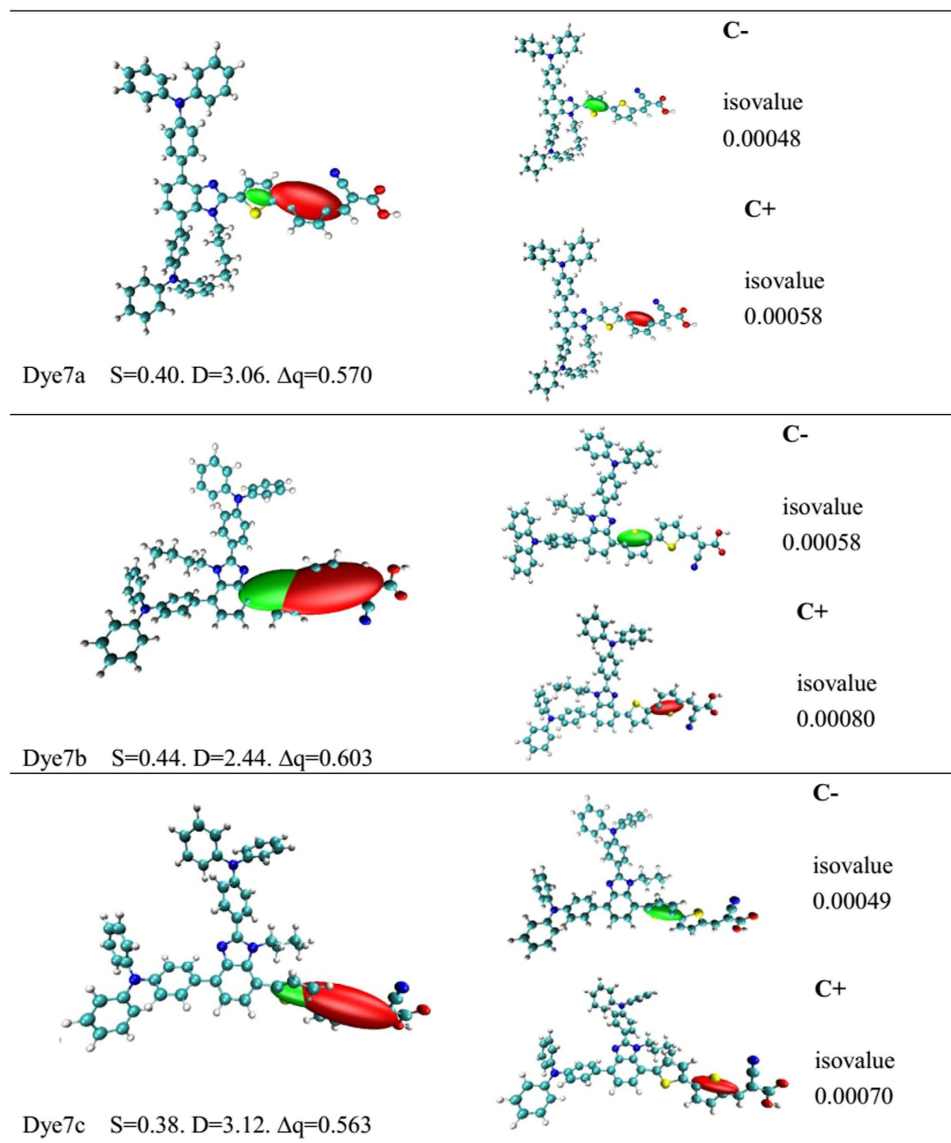 C-
isovalue
0.00048
C+
isovalue
0.00058
Dye7a S=0.40. D=3.06. Δq=0.570
C-
isovalue
0.00058
C+
isovalue
0.00080
Dye7b S=0.44. D=2.44. Δq=0.603
C-
isovalue
0.00049
C+
isovalue
0.00070
Dye7c S=0.38. D=3.12. Δq=0.563